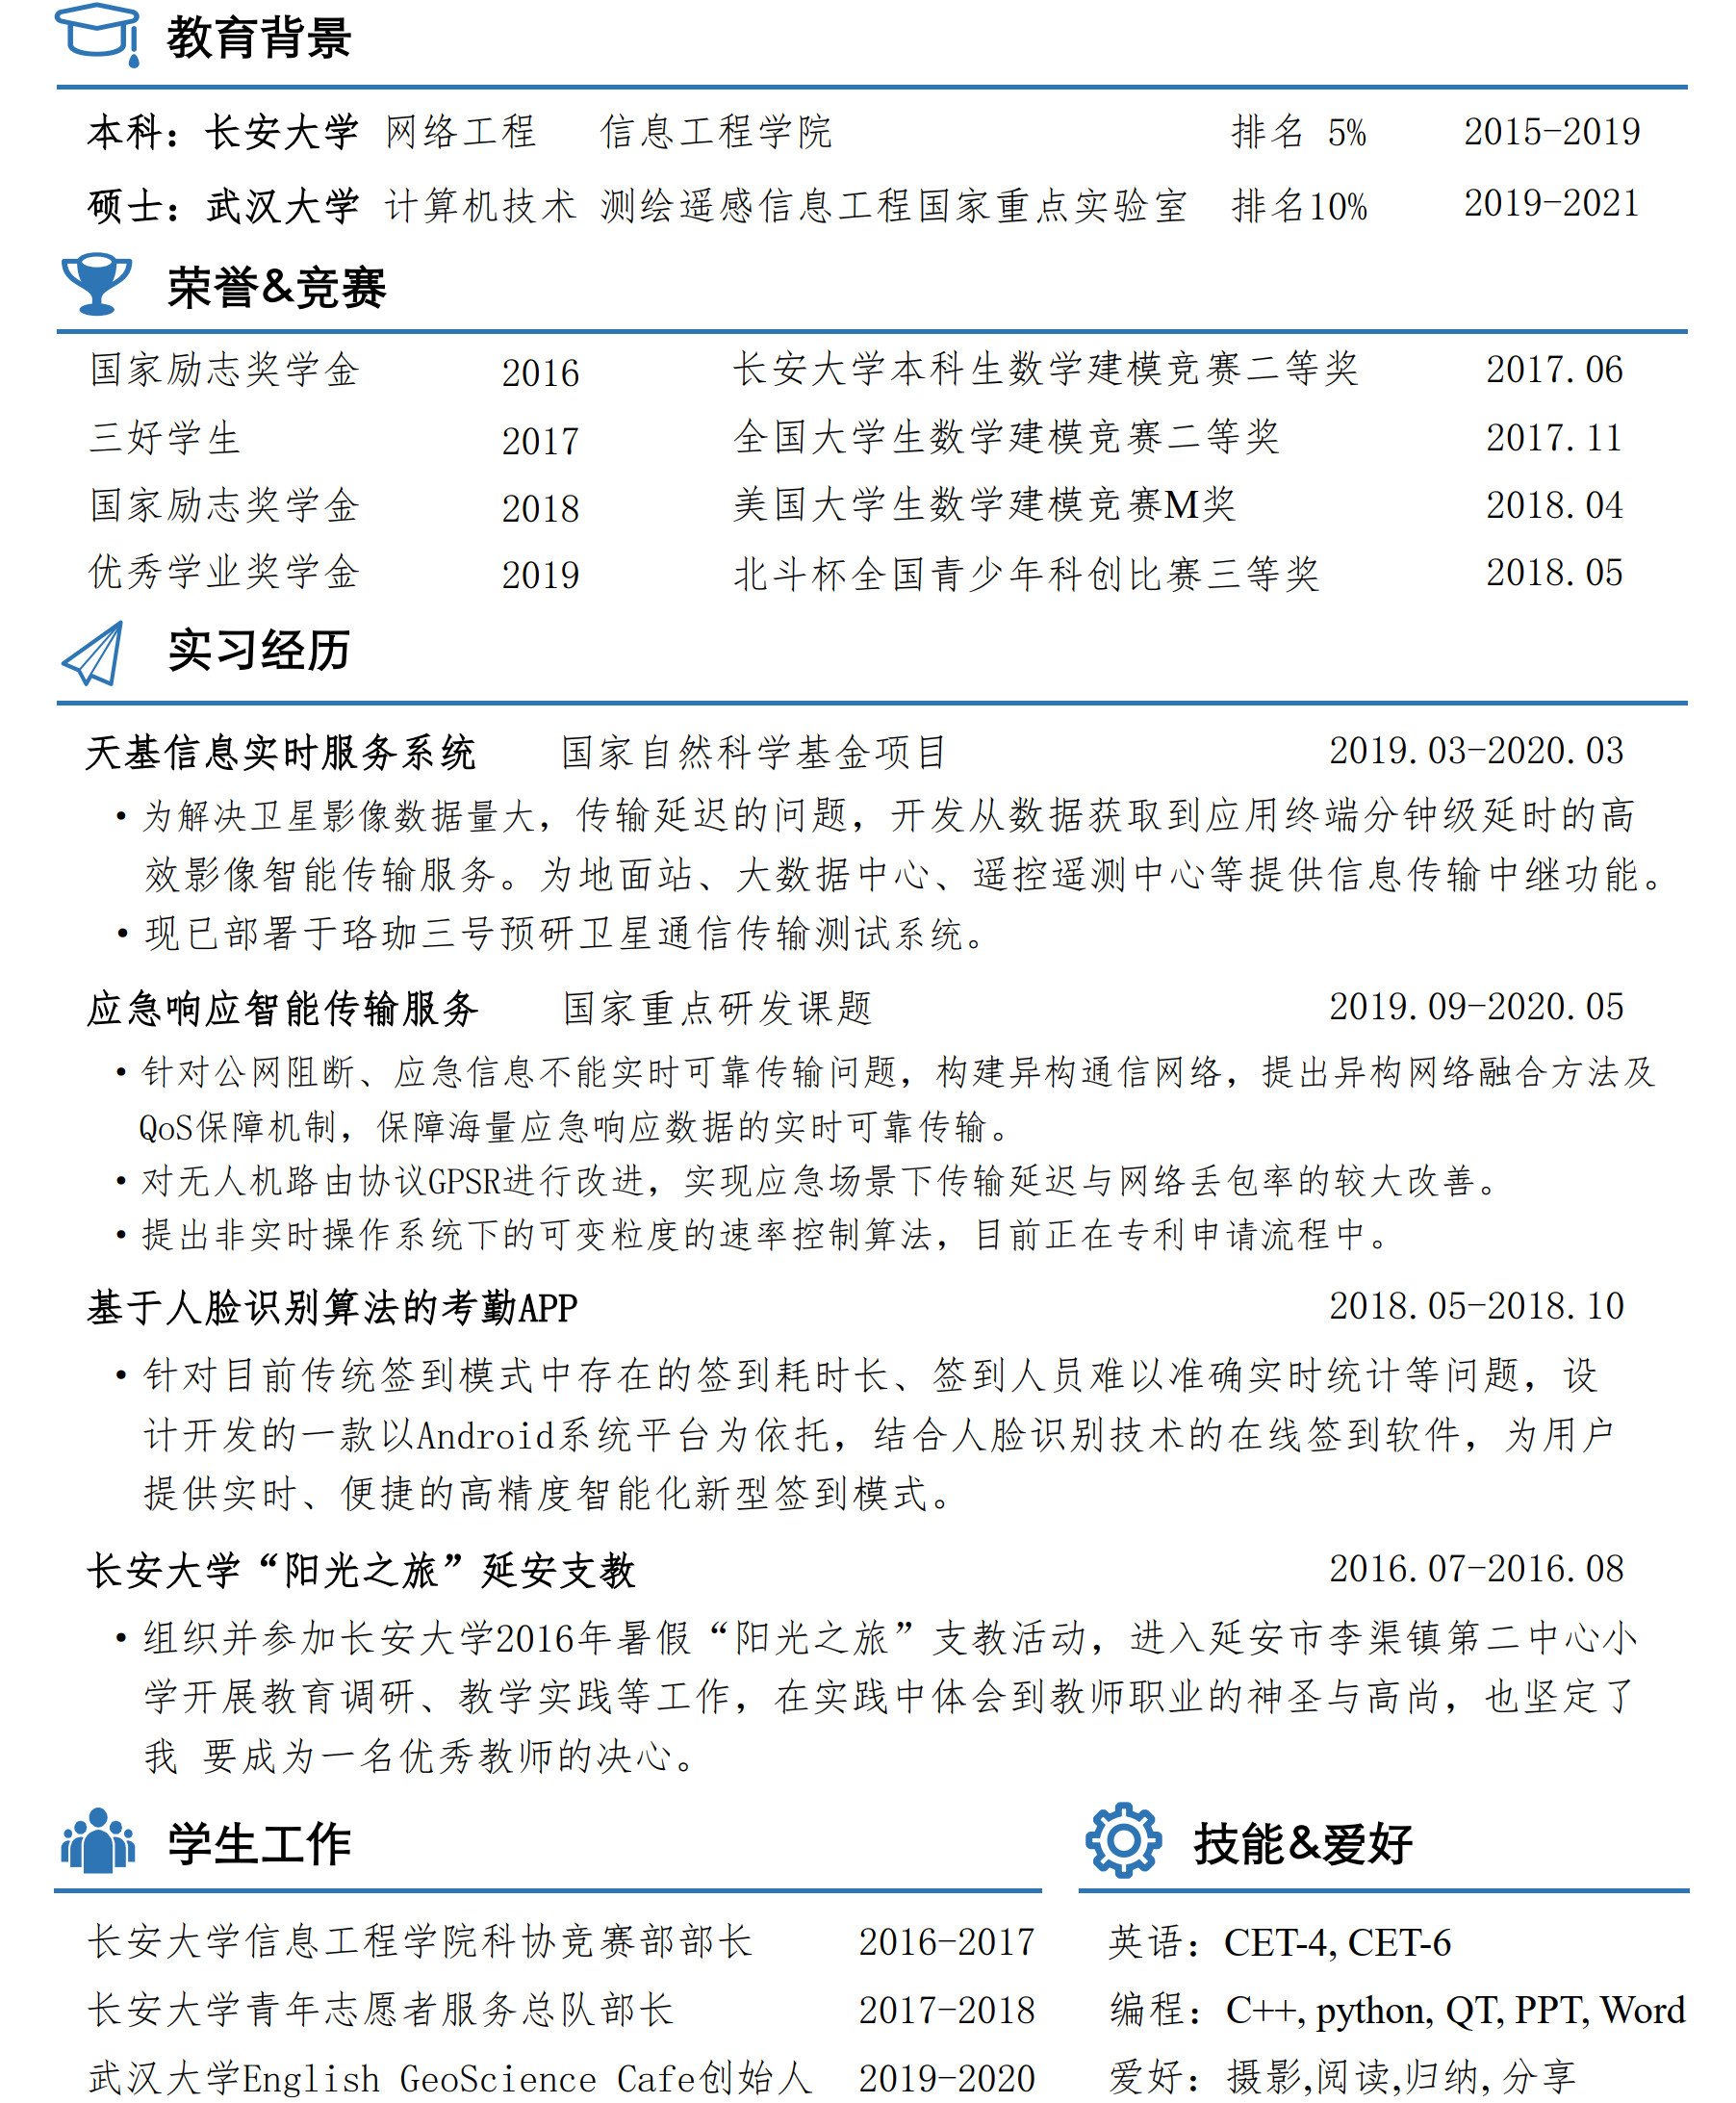 教育背景
本科：长安大学 网络工程 信息工程学院 排名 5% 2015-2019
硕士：武汉大学 计算机技术 测绘遥感信息工程国家重点实验室 排名10% 2019-2021
荣誉&竞赛
国家励志奖学金 2016 长安大学本科生数学建模竞赛二等奖 2017.06
三好学生 2017 全国大学生数学建模竞赛二等奖 2017.11
国家励志奖学金 2018 美国大学生数学建模竞赛M奖 2018.04
优秀学业奖学金 2019 北斗杯全国青少年科创比赛三等奖 2018.05
实习经历
天基信息实时服务系统 国家自然科学基金项目 2019.03-2020.03
•为解决卫星影像数据量大，传输延迟的问题，开发从数据获取到应用终端分钟级延时的高
效影像智能传输服务。为地面站、大数据中心、遥控遥测中心等提供信息传输中继功能。
•现已部署于珞珈三号预研卫星通信传输测试系统。
应急响应智能传输服务 国家重点研发课题 2019.09-2020.05
•针对公网阻断、应急信息不能实时可靠传输问题，构建异构通信网络，提出异构网络融合方法及
QoS保障机制，保障海量应急响应数据的实时可靠传输。
•对无人机路由协议GPSR进行改进，实现应急场景下传输延迟与网络丢包率的较大改善。
•提出非实时操作系统下的可变粒度的速率控制算法，目前正在专利申请流程中。
基于人脸识别算法的考勤APP 2018.05-2018.10
•针对目前传统签到模式中存在的签到耗时长、签到人员难以准确实时统计等问题，设
计开发的一款以Android系统平台为依托，结合人脸识别技术的在线签到软件，为用户
提供实时、便捷的高精度智能化新型签到模式。
长安大学“阳光之旅”延安支教 2016.07-2016.08
•组织并参加长安大学2016年暑假“阳光之旅”支教活动，进入延安市李渠镇第二中心小
学开展教育调研、教学实践等工作，在实践中体会到教师职业的神圣与高尚，也坚定了
我 要成为一名优秀教师的决心。
学生工作
长安大学信息工程学院科协竞赛部部长 2016-2017
长安大学青年志愿者服务总队部长 2017-2018
武汉大学English GeoScience Cafe创始人 2019-2020
技能&爱好
英语：CET-4, CET-6
编程：C++, python, QT, PPT, Word
爱好：摄影,阅读,归纳, 分享